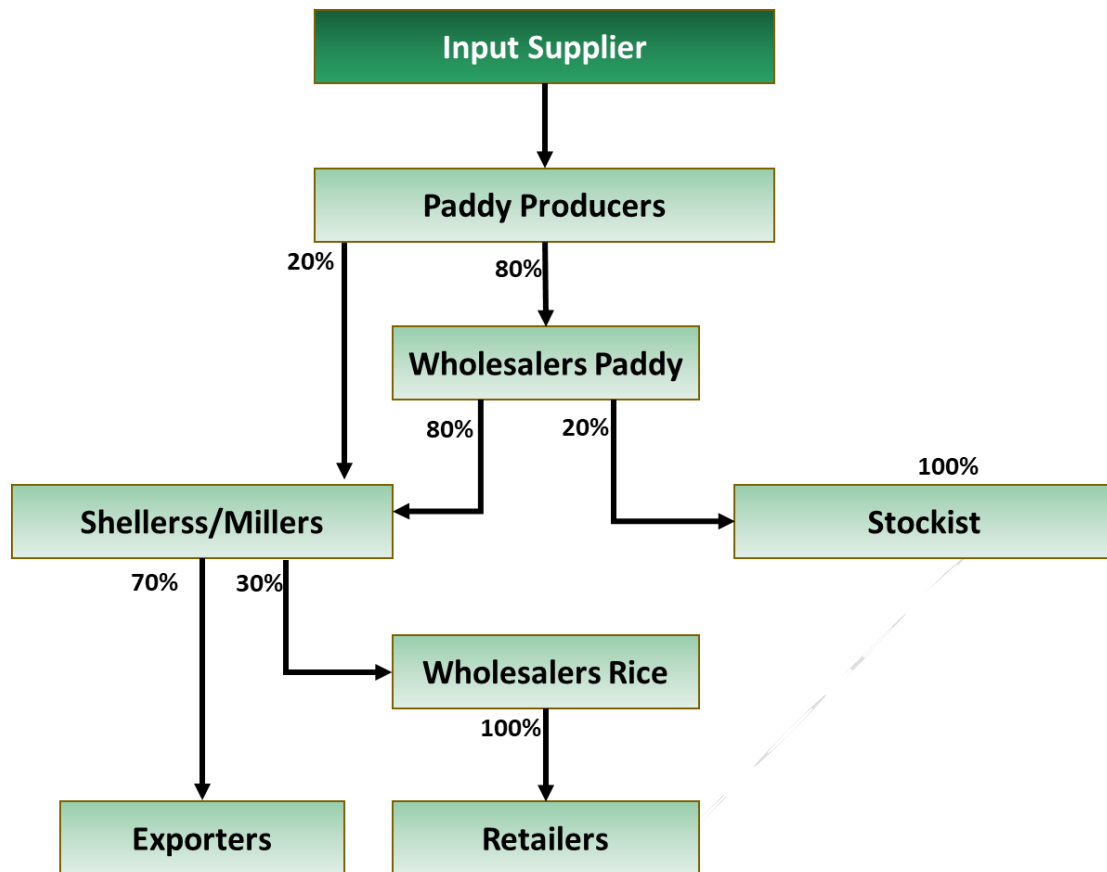 Input Supplier
Paddy Producers
20%
80%
Wholesalers Paddy
80%
20%
100%
Shellerss/Millers
Stockist
70%
30%
Wholesalers Rice
100%
Exporters
Retailers